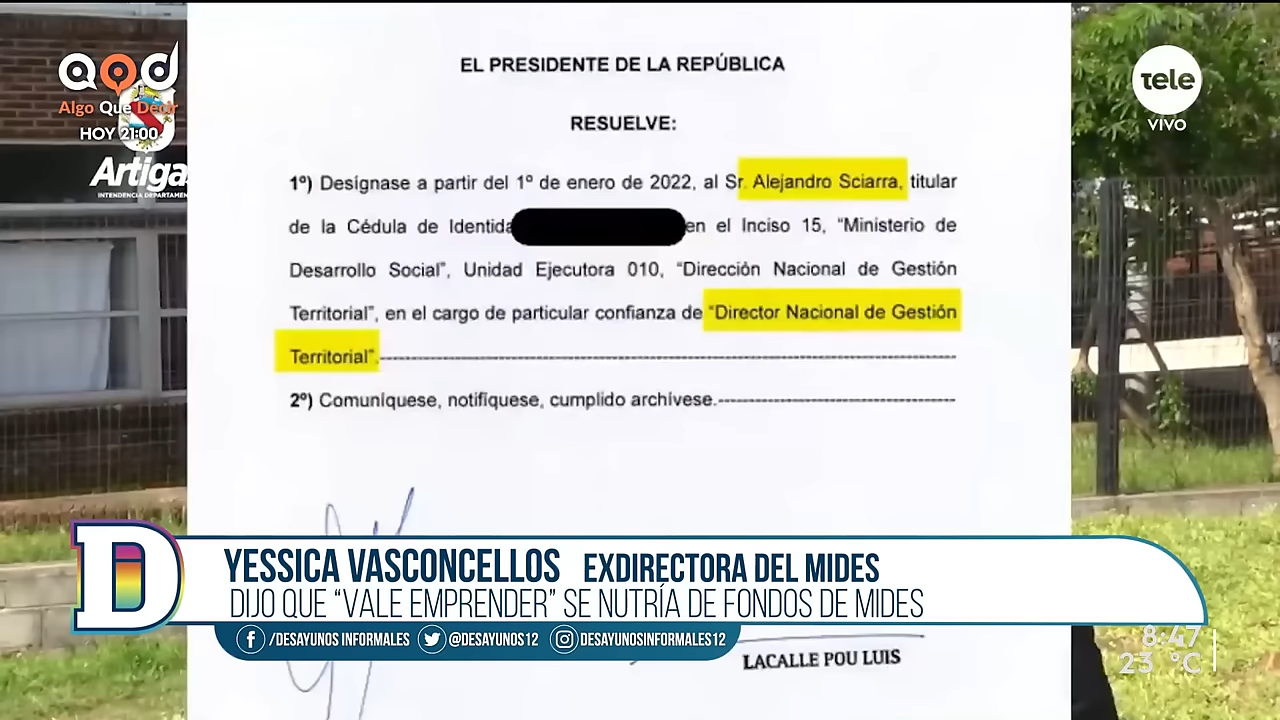 aqd
Algo Que Decir
HOY 21:00
Artiga
INTENDENCIA DEPARTAMEN
tele
VIVO
EL PRESIDENTE DE LA REPÚBLICA
RESUELVE:
1º) Desígnase a partir del 1º de enero de 2022, al Sr. Alejandro Sciarra, titular
de la Cédula de Identida en el Inciso 15, “Ministerio de
Desarrollo Social”, Unidad Ejecutora 010, “Dirección Nacional de Gestión
Territorial”, en el cargo de particular confianza de “Director Nacional de Gestión
Territorial”.
2º) Comuníquese, notifíquese, cumplido archívese.
D
YESSICA VASCONCELLOS EXDIRECTORA DEL MIDES
DIJO QUE “VALE EMPRENDER” SE NUTRÍA DE FONDOS DE MIDES
/DESAYUNOS INFORMALES @DESAYUNOS12 DESAYUNOSINFORMALES12
LACALLE POU LUIS
8:47
23 °C